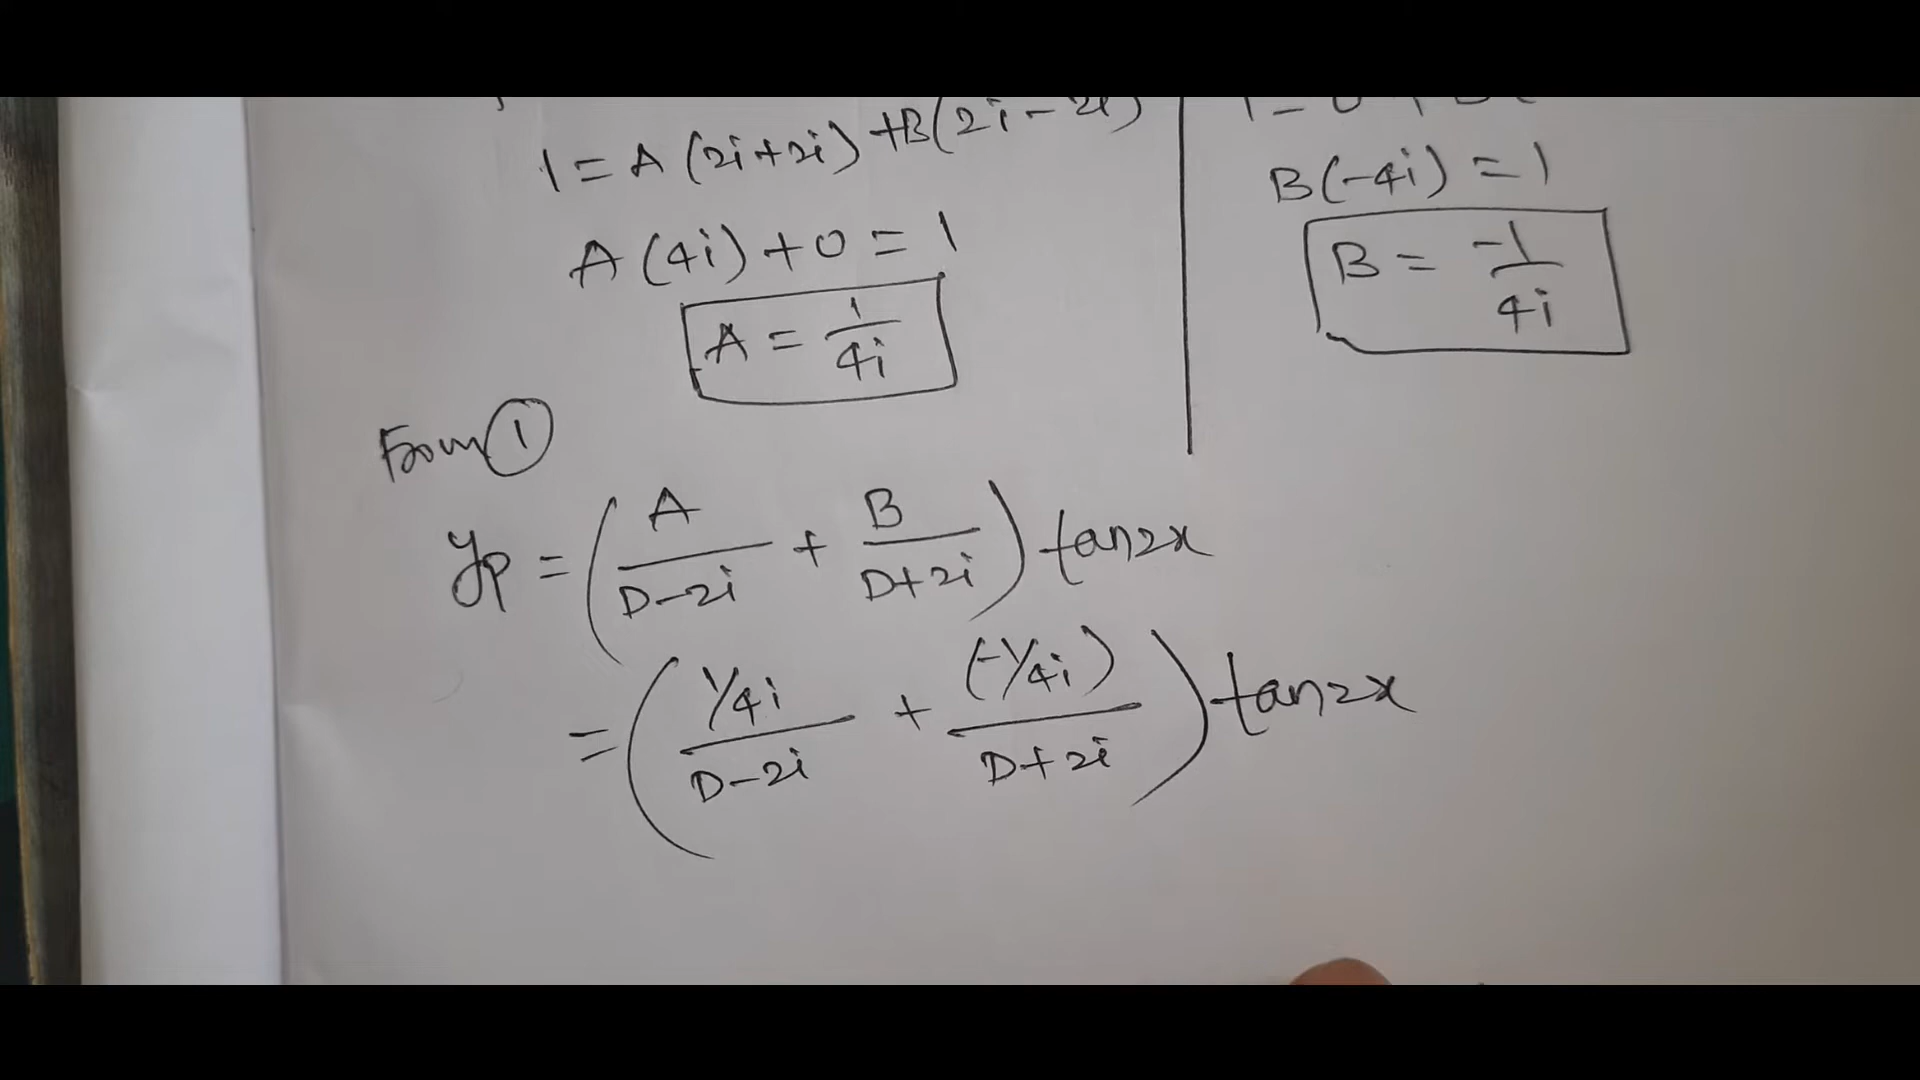 1 = A (2i+2i) + B(2i - 2i)
A (4i) + 0 = 1
A = 1/4i
B(-4i) = 1
B = -1/4i
From ①
yp = (A/(D-2i) + B/(D+2i)) tan2x
= ((1/4i)/(D-2i) + (-1/4i)/(D+2i)) tan2x